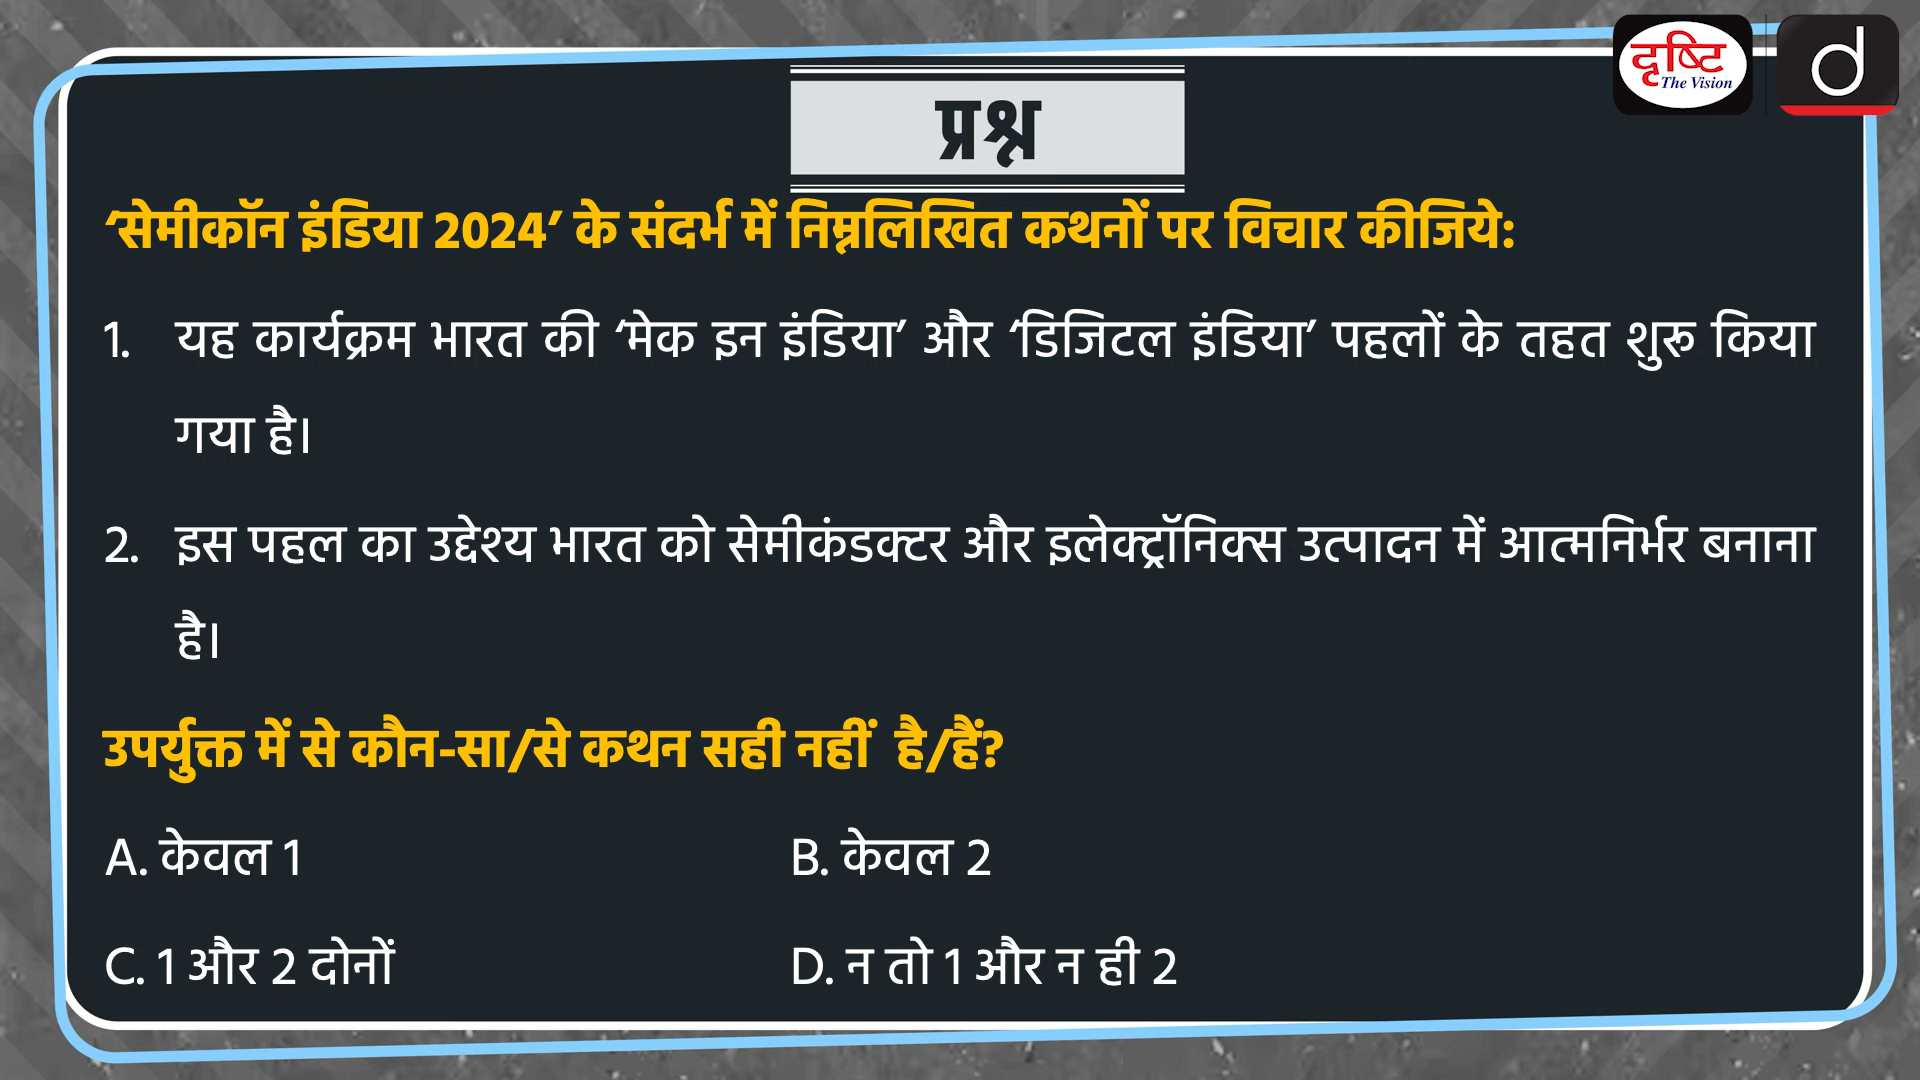 दृष्टि
The Vision
d
प्रश्न
‘सेमीकॉन इंडिया 2024’ के संदर्भ में निम्नलिखित कथनों पर विचार कीजिये:
1. यह कार्यक्रम भारत की ‘मेक इन इंडिया’ और ‘डिजिटल इंडिया’ पहलों के तहत शुरू किया
गया है।
2. इस पहल का उद्देश्य भारत को सेमीकंडक्टर और इलेक्ट्रॉनिक्स उत्पादन में आत्मनिर्भर बनाना
है।
उपर्युक्त में से कौन-सा/से कथन सही नहीं है/हैं?
A. केवल 1 B. केवल 2
C. 1 और 2 दोनों D. न तो 1 और न ही 2